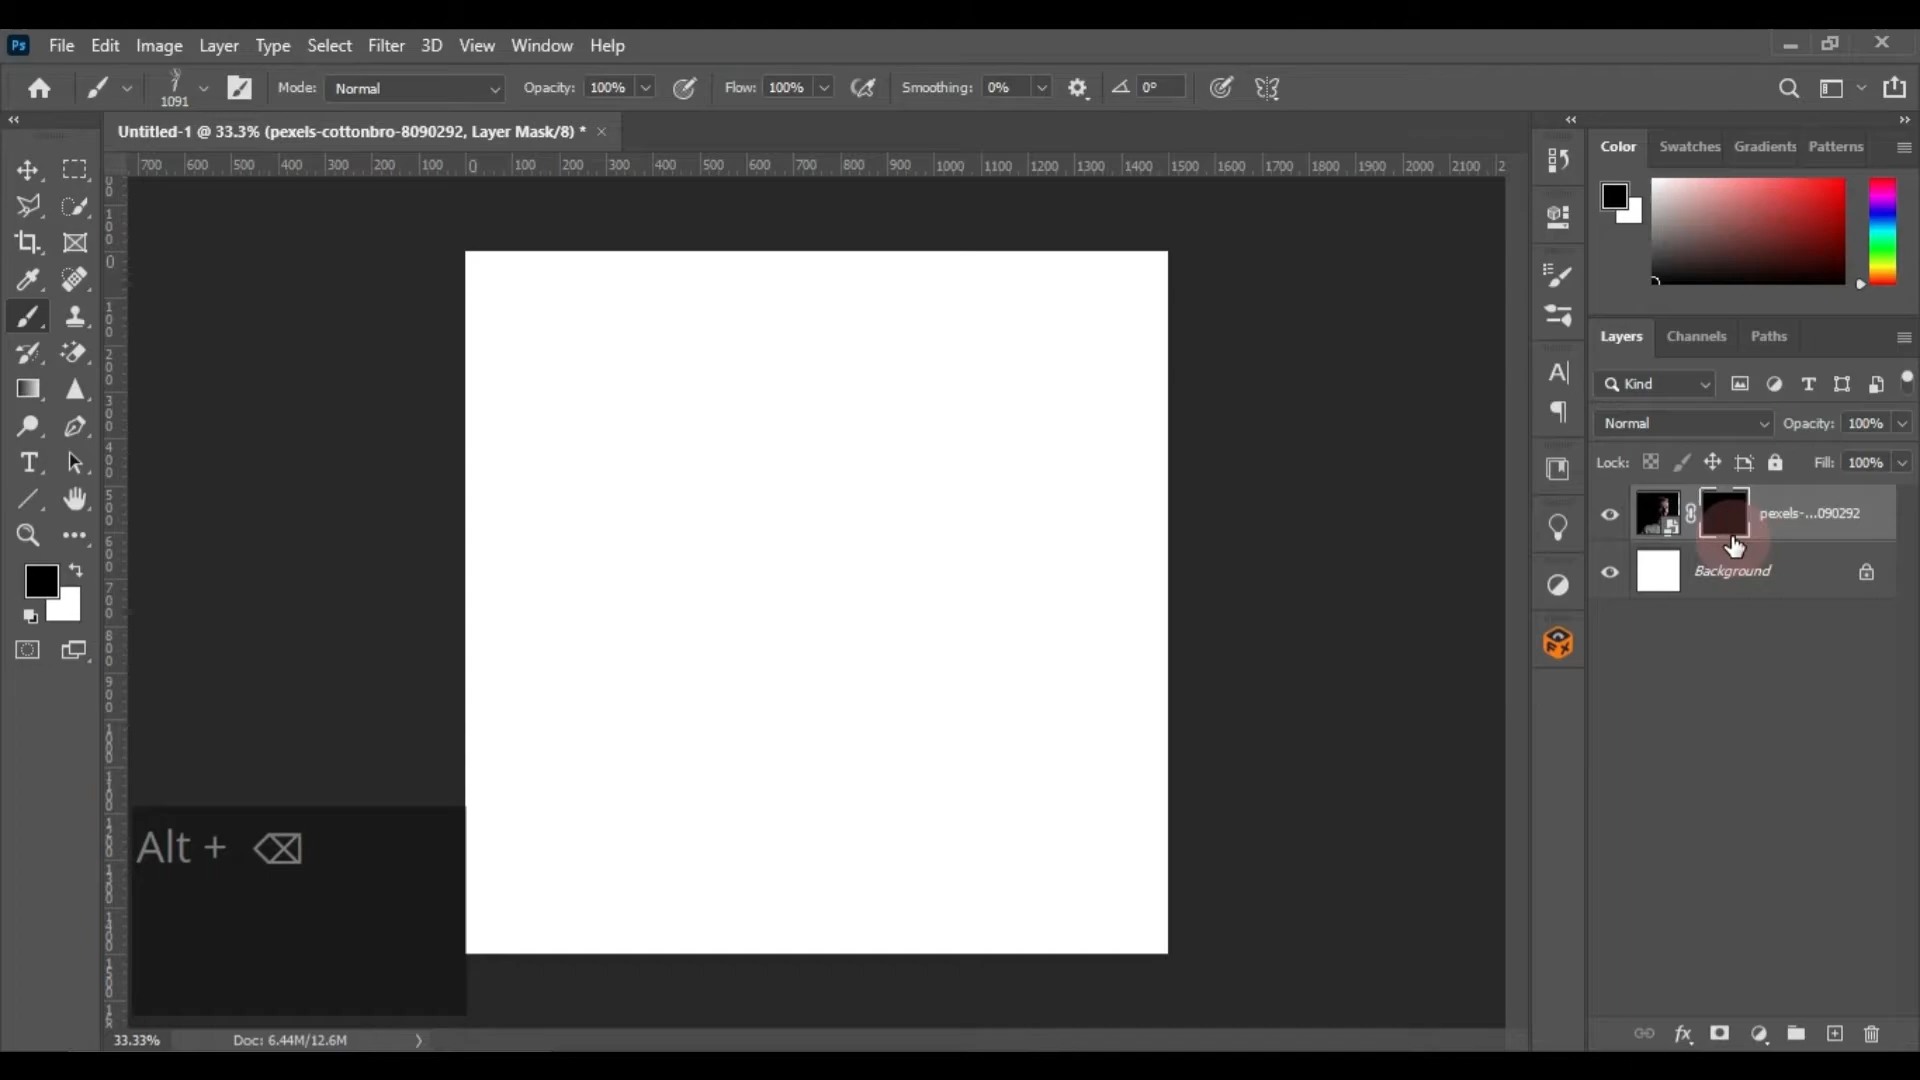 Ps File Edit Image Layer Type Select Filter 3D View Window Help
1091 Mode: Normal Opacity: 100% Flow: 100% Smoothing: 0% 0°
Untitled-1 @ 33.3% (pexels-cottonbro-8090292, Layer Mask/8) *
700 600 500 400 300 200 100 0 100 200 300 400 500 600 700 800 900 1000 1100 1200 1300 1400 1500 1600 1700 1800 1900 2000 2100 2
Color Swatches Gradients Patterns
Layers Channels Paths
Kind
Normal Opacity: 100%
Lock: Fill: 100%
pexels-...090292
Background
Alt +
33.33% Doc: 6.44M/12.6M